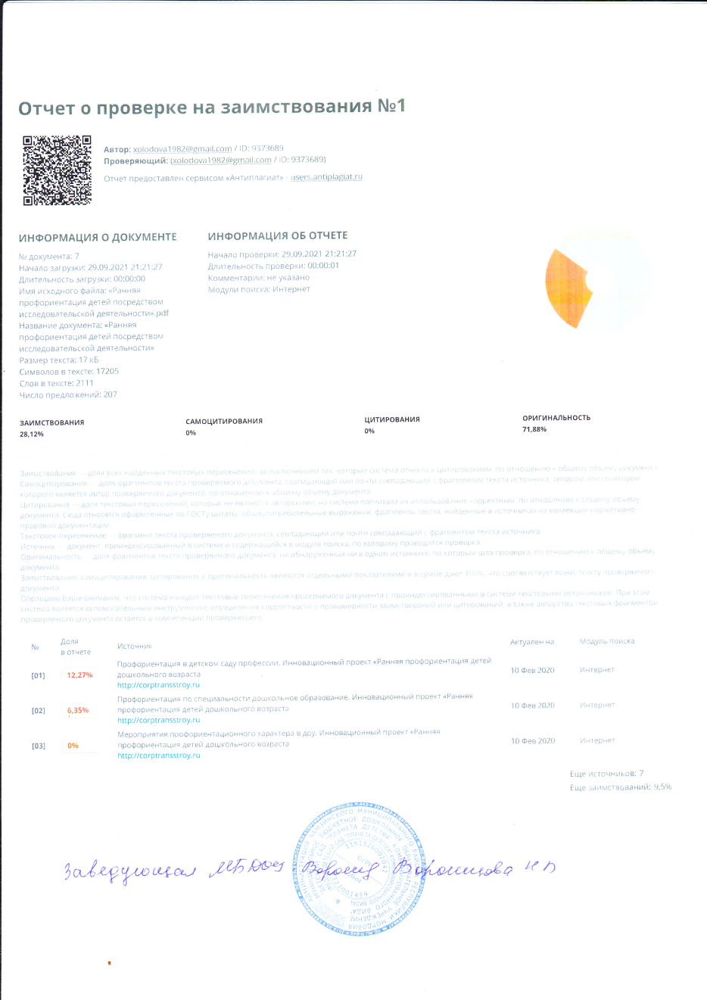 Отчет о проверке на заимствования №1
Автор: xolodova1982@gmail.com / ID: 9373689
Проверяющий: (xolodova1982@gmail.com / ID: 9373689)
Отчет предоставлен сервисом «Антиплагиат» - users.antiplagiat.ru
ИНФОРМАЦИЯ О ДОКУМЕНТЕ
№ документа: 7
Начало загрузки: 29.09.2021 21:21:27
Длительность загрузки: 00:00:00
Имя исходного файла: «Ранняя
профориентация детей посредством
исследовательской деятельности».pdf
Название документа: «Ранняя
профориентация детей посредством
исследовательской деятельности»
Размер текста: 17 кБ
Символов в тексте: 17205
Слов в тексте: 2111
Число предложений: 207
ИНФОРМАЦИЯ ОБ ОТЧЕТЕ
Начало проверки: 29.09.2021 21:21:27
Длительность проверки: 00:00:01
Комментарии: не указано
Модули поиска: Интернет
ЗАИМСТВОВАНИЯ
28,12%
САМОЦИТИРОВАНИЯ
0%
ЦИТИРОВАНИЯ
0%
ОРИГИНАЛЬНОСТЬ
71,88%
Заимствования — доля всех найденных текстовых пересечений, за исключением тех, которые система отнесла к цитированиям, по отношению к общему объему документа.
Самоцитирования — доля фрагментов текста проверяемого документа, совпадающий или почти совпадающий с фрагментом текста источника, автором или соавтором
которого является автор проверяемого документа, по отношению к общему объему документа.
Цитирования — доля текстовых пересечений, которые не являются авторскими, но система посчитала их использование корректным, по отношению к общему объему
документа. Сюда относятся оформленные по ГОСТу цитаты; общеупотребительные выражения; фрагменты текста, найденные в источниках из коллекции нормативно-
правовой документации.
Текстовое пересечение — фрагмент текста проверяемого документа, совпадающий или почти совпадающий с фрагментом текста источника.
Источник — документ, проиндексированный в системе и содержащийся в модуле поиска, по которому проводится проверка.
Оригинальность — доля фрагментов текста проверяемого документа, не обнаруженных ни в одном источнике, по которым шла проверка, по отношению к общему объему
документа.
Заимствования, самоцитирования, цитирования и оригинальность являются отдельными показателями и в сумме дают 100%, что соответствует всему тексту проверяемого
документа.
Обращаем Ваше внимание, что система находит текстовые пересечения проверяемого документа с проиндексированными в системе текстовыми источниками. При этом
система является вспомогательным инструментом, определение корректности и правомерности заимствований или цитирований, а также авторства текстовых фрагментов
проверяемого документа остается в компетенции проверяющего.
№ Доля в отчете Источник Актуален на Модуль поиска
[01] 12,27% Профориентация в детском саду профессии. Инновационный проект «Ранняя профориентация детей
дошкольного возраста 10 Фев 2020 Интернет
http://corptransstroy.ru
[02] 6,35% Профориентация по специальности дошкольное образование. Инновационный проект «Ранняя
профориентация детей дошкольного возраста 10 Фев 2020 Интернет
http://corptransstroy.ru
[03] 0% Мероприятия профориентационного характера в доу. Инновационный проект «Ранняя
профориентация детей дошкольного возраста 10 Фев 2020 Интернет
http://corptransstroy.ru
Еще источников: 7
Еще заимствований: 9,5%
Заведующая МБДОУ Воронцова Н В